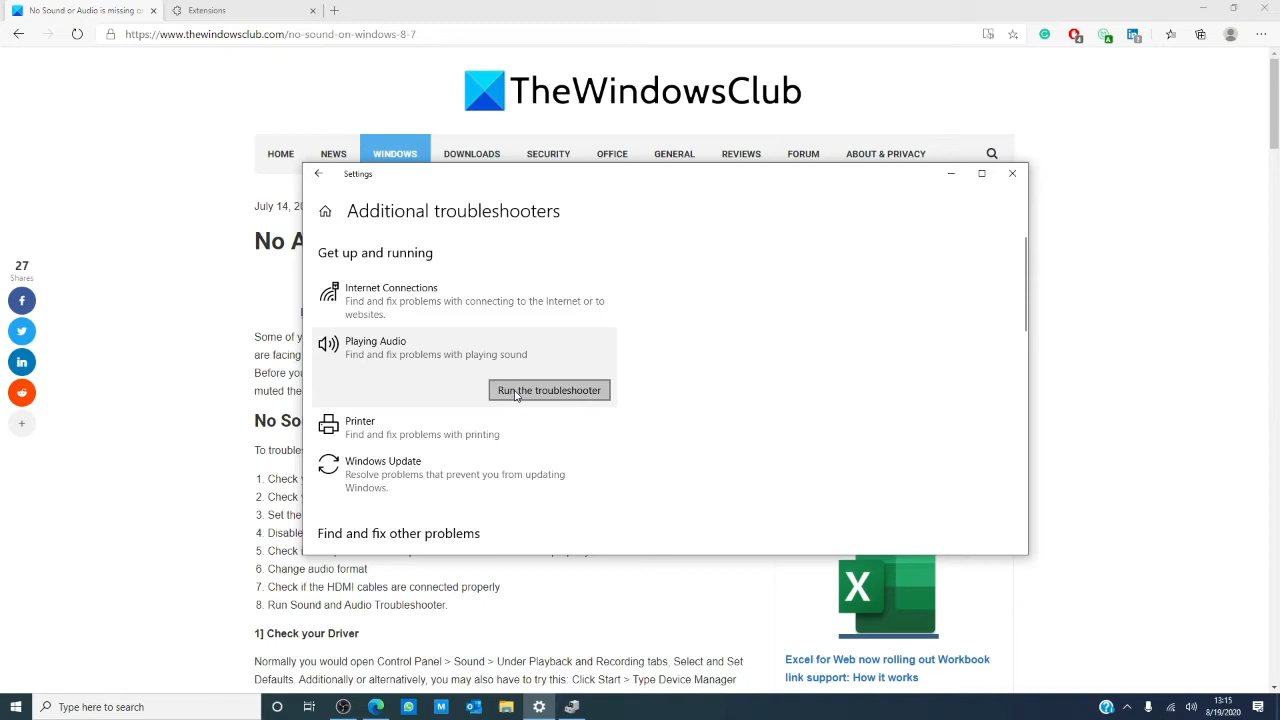 No Sound or Audio is missing or
Extensions
https://www.thewindowsclub.com/no-sound-on-windows-8-7
4
A
?
TheWindowsClub
HOME NEWS WINDOWS DOWNLOADS SECURITY OFFICE GENERAL REVIEWS FORUM ABOUT & PRIVACY
Settings
July 14, 20
Additional troubleshooters
No A
Get up and running
27
Shares
Internet Connections
Find and fix problems with connecting to the Internet or to
websites.
Some of y
Playing Audio
are facing
Find and fix problems with playing sound
Before you
muted the
Run the troubleshooter
No So
Printer
Find and fix problems with printing
To troubles
Windows Update
Resolve problems that prevent you from updating
Windows.
1. Check y
2. Check y
3. Set the
4. Disable
Find and fix other problems
5. Check i
6. Change audio format
7. Check if the HDMI cables are connected properly
8. Run Sound and Audio Troubleshooter.
1] Check your Driver
Normally you would open Control Panel > Sound > Under Playback and Recording tabs, Select and Set
Defaults. Additionally or alternatively, you may also have to try this: Click Start > Type Device Manager
X
Excel for Web now rolling out Workbook
link support: How it works
Type here to search
13:15
8/19/2020